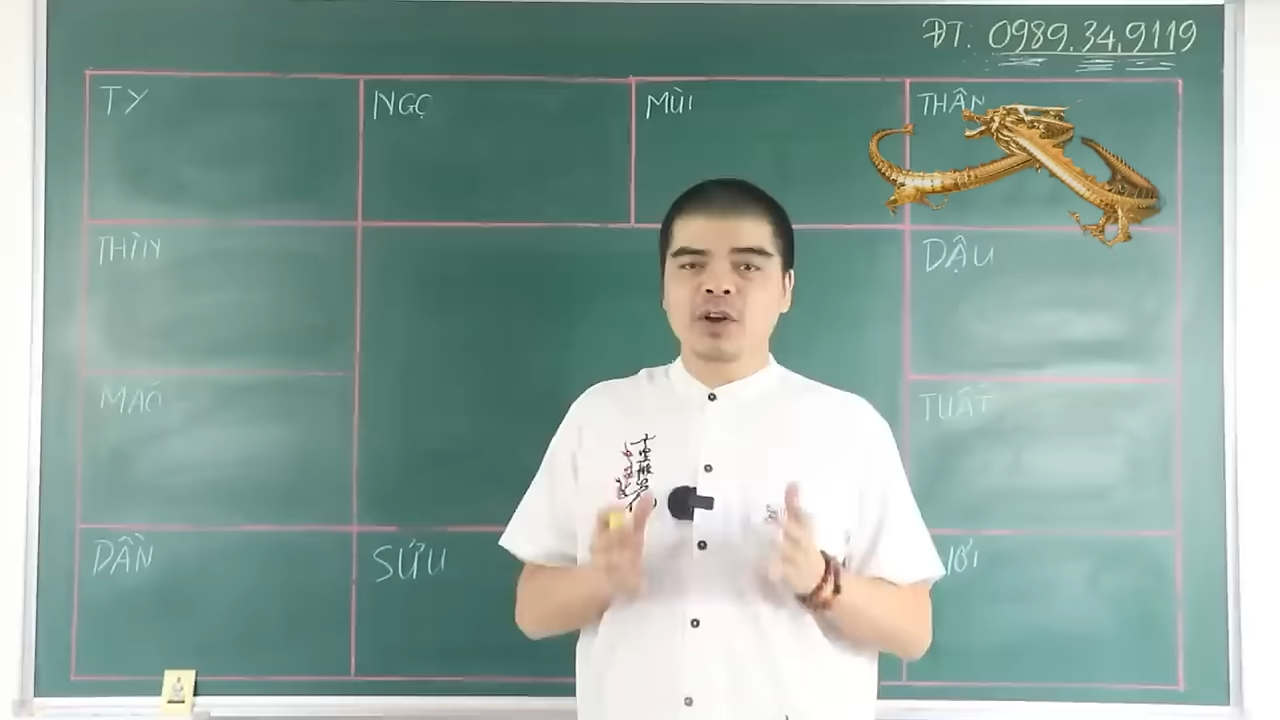 ĐT: 0989.34.9119
TỴ
NGỌ
MÙI
THÂN
THÌN
DẬU
MÃO
TUẤT
DẦN
SỬU